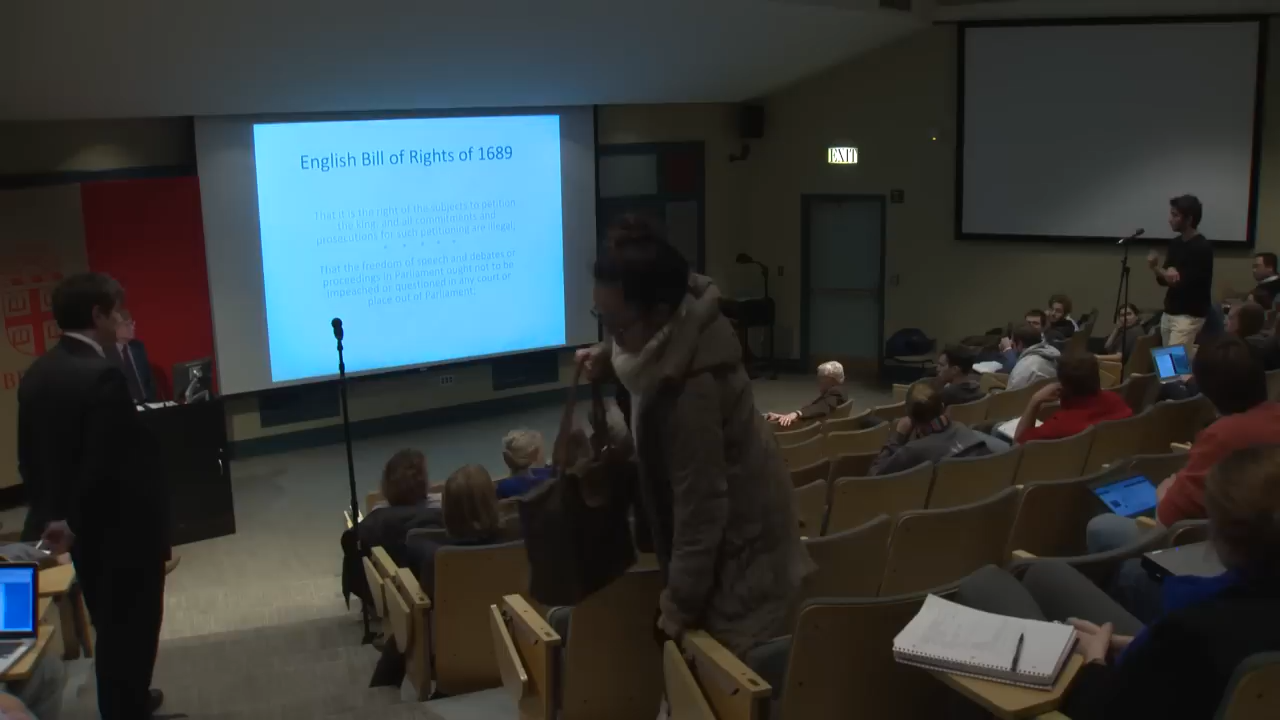 English Bill of Rights of 1689
That it is the right of the subjects to petition
the king, and all commitments and
prosecutions for such petitioning are illegal;
* * * * *
That the freedom of speech and debates or
proceedings in Parliament ought not to be
impeached or questioned in any court or
place out of Parliament;
EXIT